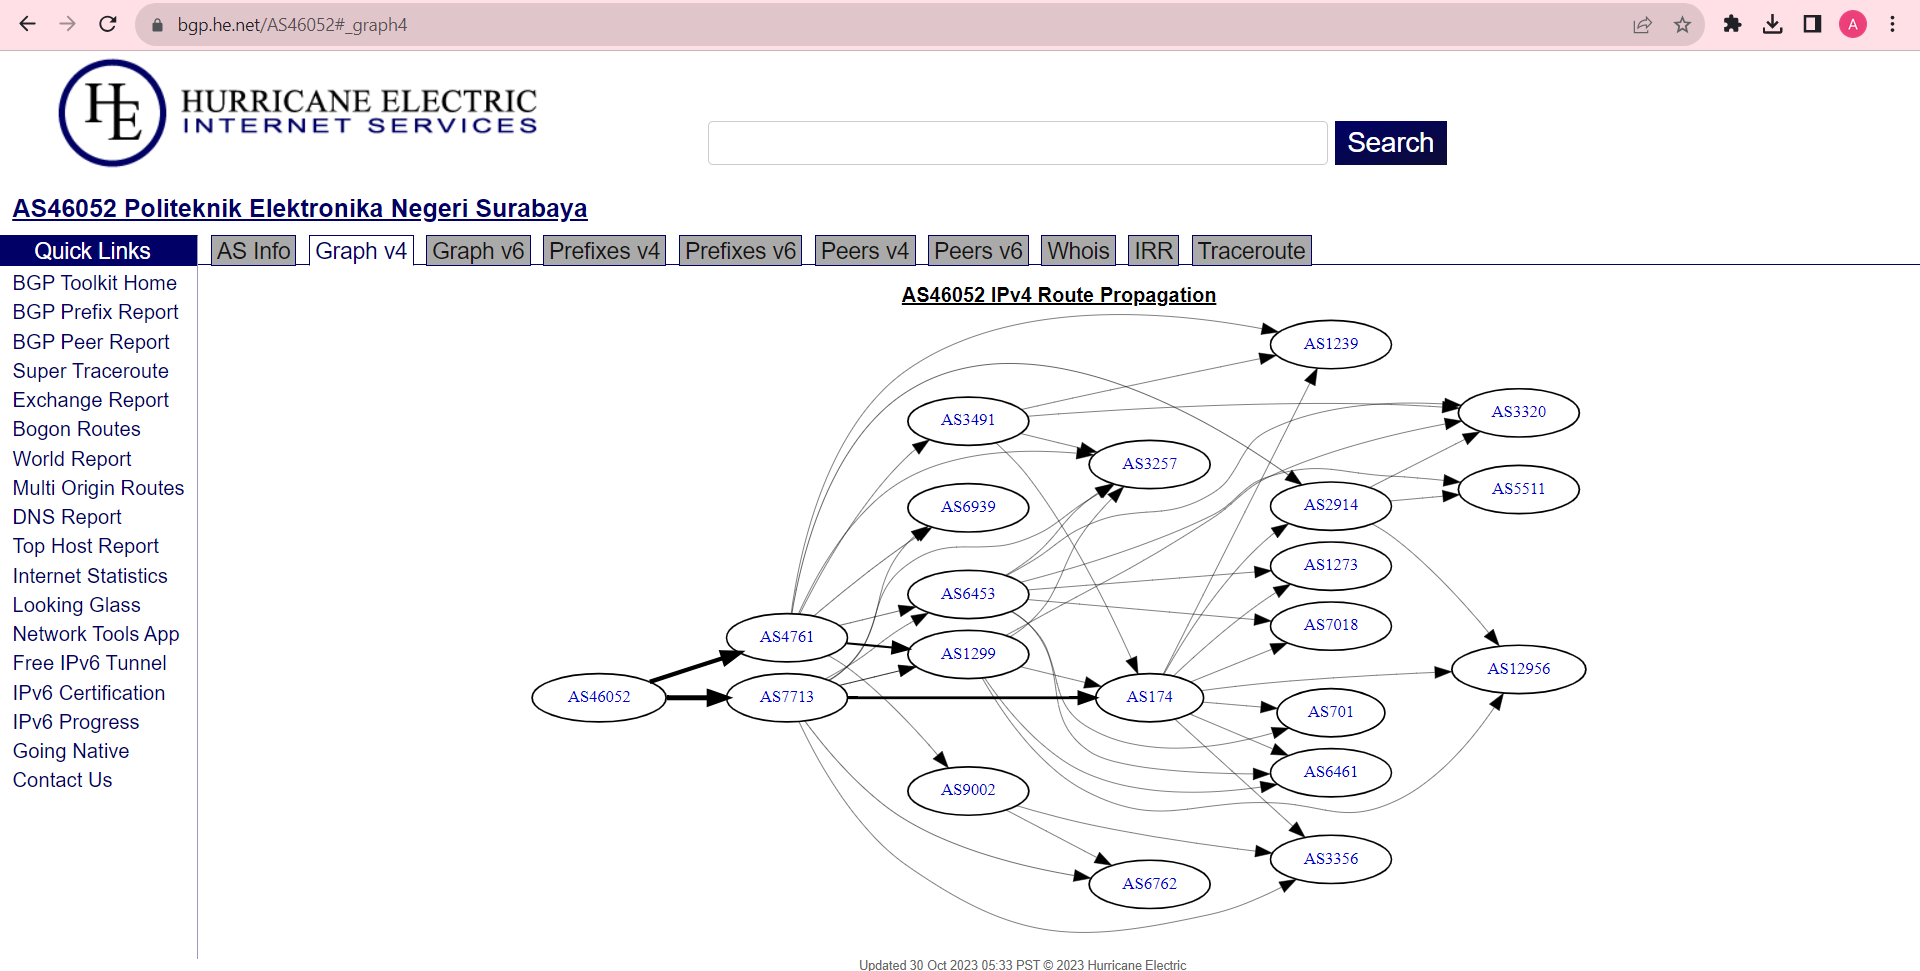 bgp.he.net/AS46052#_graph4
A
HE
HURRICANE ELECTRIC
INTERNET SERVICES
Search
AS46052 Politeknik Elektronika Negeri Surabaya
Quick Links
AS Info Graph v4 Graph v6 Prefixes v4 Prefixes v6 Peers v4 Peers v6 Whois IRR Traceroute
BGP Toolkit Home
BGP Prefix Report
BGP Peer Report
Super Traceroute
Exchange Report
Bogon Routes
World Report
Multi Origin Routes
DNS Report
Top Host Report
Internet Statistics
Looking Glass
Network Tools App
Free IPv6 Tunnel
IPv6 Certification
IPv6 Progress
Going Native
Contact Us
AS46052 IPv4 Route Propagation
AS1239
AS3320
AS3491
AS3257
AS5511
AS6939
AS2914
AS1273
AS6453
AS7018
AS4761
AS1299
AS12956
AS46052
AS7713
AS174
AS701
AS6461
AS9002
AS3356
AS6762
Updated 30 Oct 2023 05:33 PST © 2023 Hurricane Electric